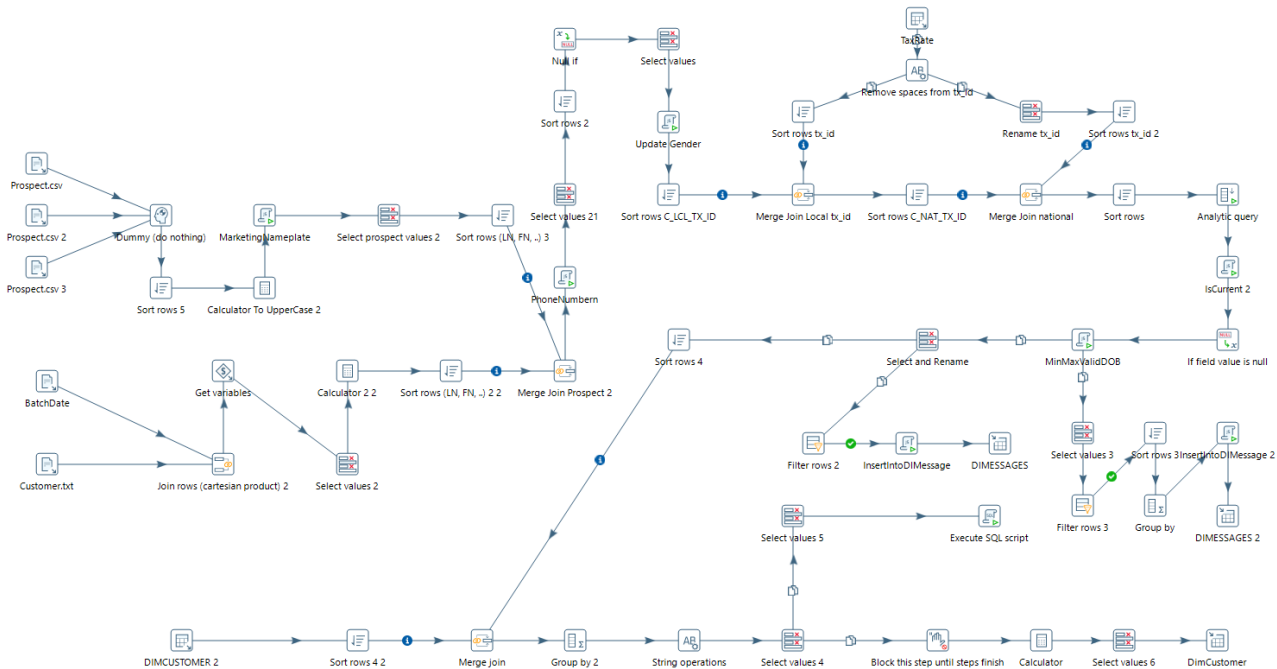 TaxRate
Null if
Select values
Remove spaces from tx_id
Sort rows 2
Sort rows tx_id
Rename tx_id
Sort rows tx_id 2
Update Gender
Prospect.csv
Select values 21
Sort rows C_LCL_TX_ID
Merge Join Local tx_id
Sort rows C_NAT_TX_ID
Merge Join national
Sort rows
Analytic query
Prospect.csv 2
Dummy (do nothing)
MarketingNameplate
Select prospect values 2
Sort rows (LN, FN, ..) 3
Prospect.csv 3
Sort rows 5
Calculator To UpperCase 2
PhoneNumbern
IsCurrent 2
Sort rows 4
Select and Rename
MinMaxValidDOB
If field value is null
BatchDate
Get variables
Calculator 2 2
Sort rows (LN, FN, ..) 2 2
Merge Join Prospect 2
Filter rows 2
InsertIntoDIMessage
DIMESSAGES
Select values 3
Sort rows 3
InsertIntoDIMessage 2
Customer.txt
Join rows (cartesian product) 2
Select values 2
Filter rows 3
Group by
DIMESSAGES 2
Select values 5
Execute SQL script
DIMCUSTOMER 2
Sort rows 4 2
Merge join
Group by 2
String operations
Select values 4
Block this step until steps finish
Calculator
Select values 6
DimCustomer